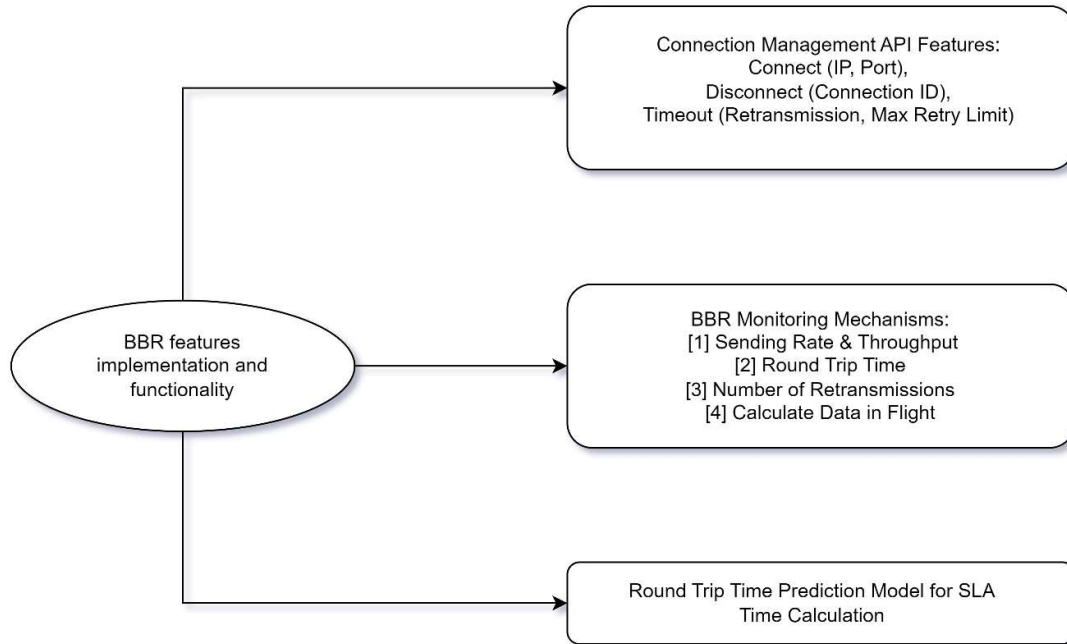 Connection Management API Features:
Connect (IP, Port),
Disconnect (Connection ID),
Timeout (Retransmission, Max Retry Limit)
BBR features
implementation and
functionality
BBR Monitoring Mechanisms:
[1] Sending Rate & Throughput
[2] Round Trip Time
[3] Number of Retransmissions
[4] Calculate Data in Flight
Round Trip Time Prediction Model for SLA
Time Calculation